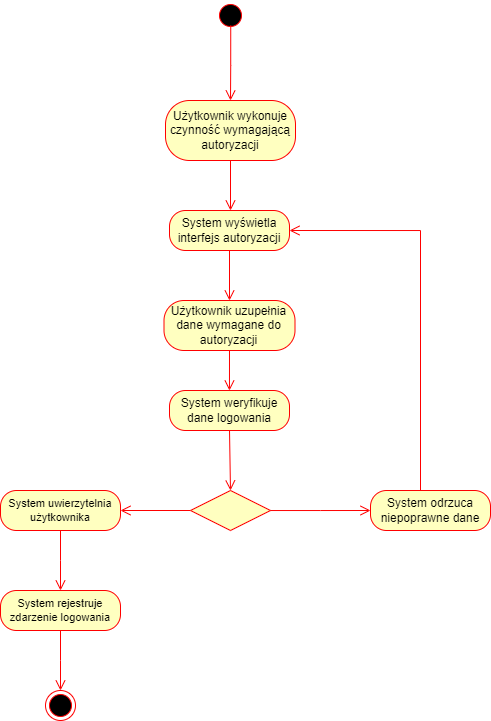 Użytkownik wykonuje
czynność wymagającą
autoryzacji
System wyświetla
interfejs autoryzacji
Użytkownik uzupełnia
dane wymagane do
autoryzacji
System weryfikuje
dane logowania
System uwierzytelnia
użytkownika
System odrzuca
niepoprawne dane
System rejestruje
zdarzenie logowania